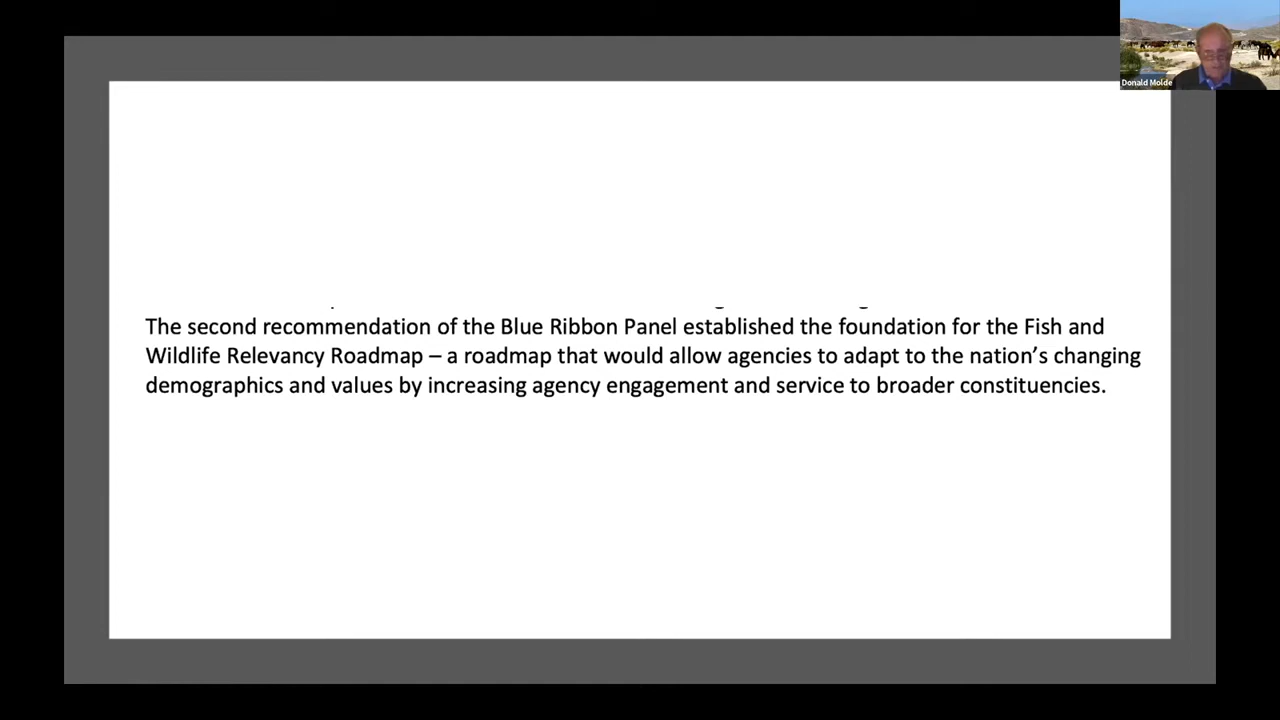 Donald Molde
The second recommendation of the Blue Ribbon Panel established the foundation for the Fish and
Wildlife Relevancy Roadmap – a roadmap that would allow agencies to adapt to the nation’s changing
demographics and values by increasing agency engagement and service to broader constituencies.